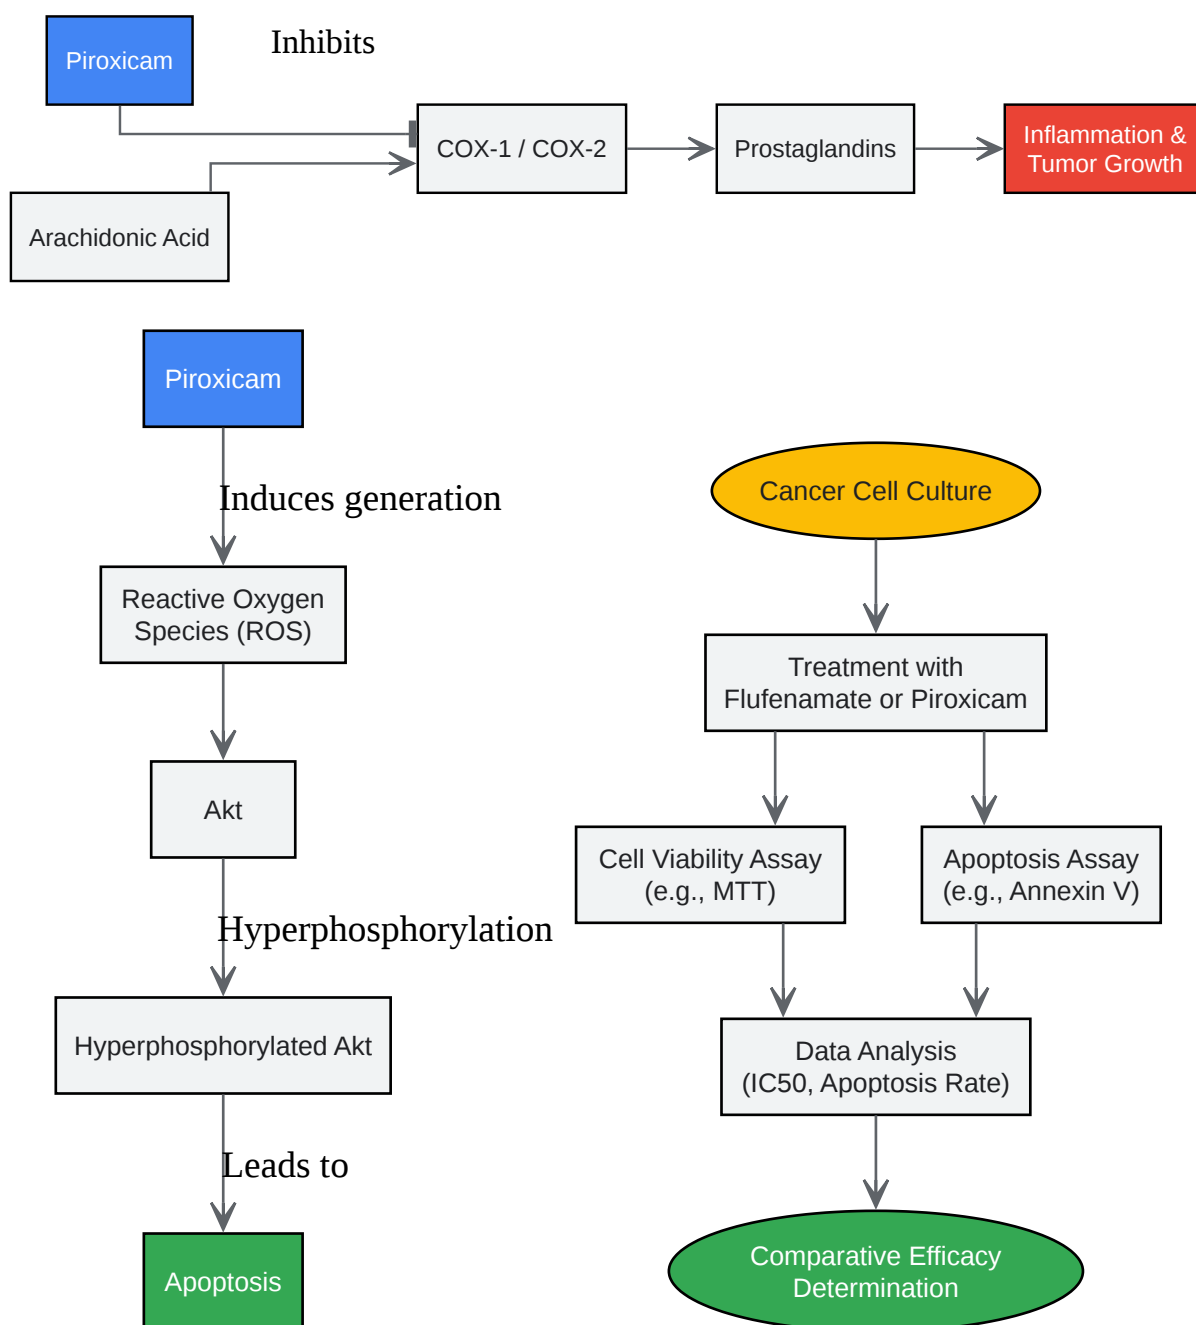 Piroxicam
Inhibits
COX-1 / COX-2
Prostaglandins
Inflammation &
Tumor Growth
Arachidonic Acid
Piroxicam
Induces generation
Reactive Oxygen
Species (ROS)
Akt
Hyperphosphorylation
Hyperphosphorylated Akt
Leads to
Apoptosis
Cancer Cell Culture
Treatment with
Flufenamate or Piroxicam
Cell Viability Assay
(e.g., MTT)
Apoptosis Assay
(e.g., Annexin V)
Data Analysis
(IC50, Apoptosis Rate)
Comparative Efficacy
Determination